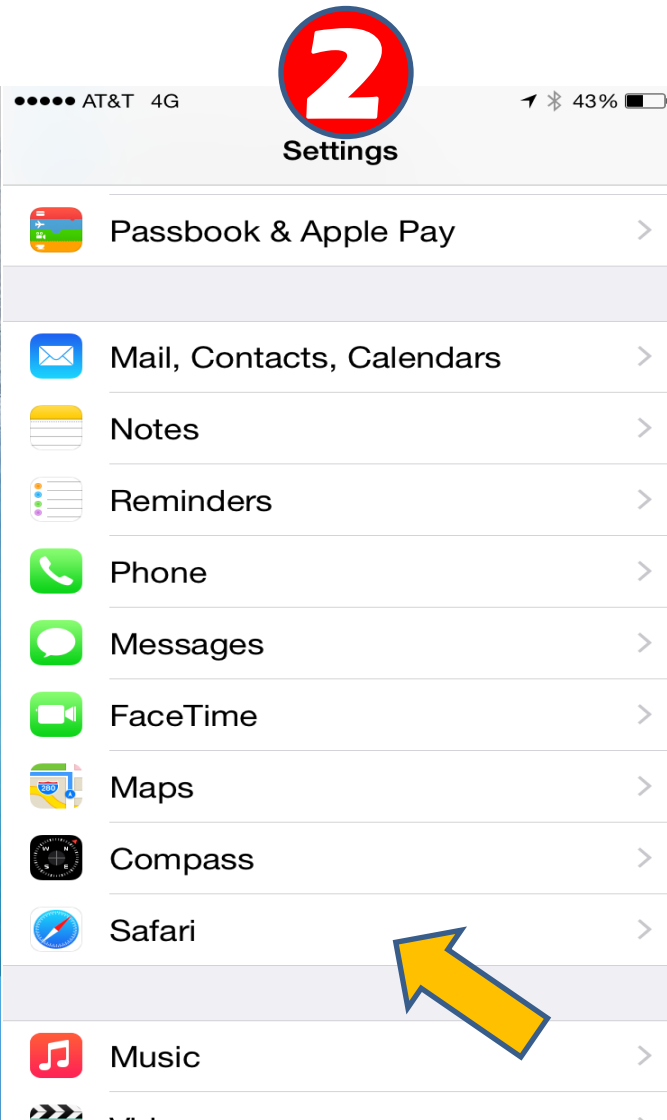 2
AT&T 4G 43%
Settings
Passbook & Apple Pay
Mail, Contacts, Calendars
Notes
Reminders
Phone
Messages
FaceTime
280
Maps
W N
S E
Compass
Safari
Music